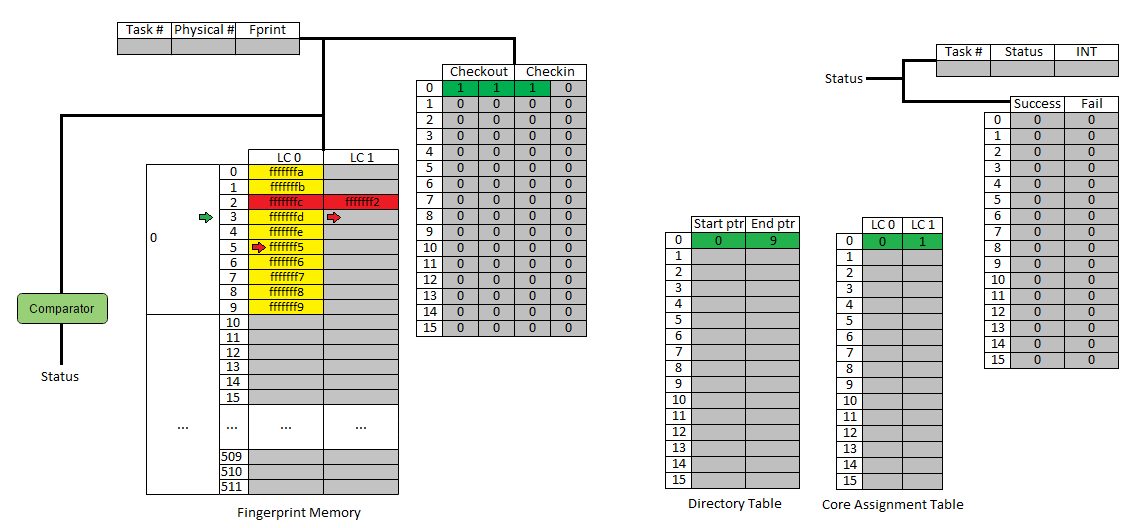 Task # Physical # Fprint
Task # Status INT
Status
Checkout Checkin
0 1 1 1 0
1 0 0 0 0
2 0 0 0 0
3 0 0 0 0
4 0 0 0 0
5 0 0 0 0
6 0 0 0 0
7 0 0 0 0
8 0 0 0 0
9 0 0 0 0
10 0 0 0 0
11 0 0 0 0
12 0 0 0 0
13 0 0 0 0
14 0 0 0 0
15 0 0 0 0
Success Fail
0 0 0
1 0 0
2 0 0
3 0 0
4 0 0
5 0 0
6 0 0
7 0 0
8 0 0
9 0 0
10 0 0
11 0 0
12 0 0
13 0 0
14 0 0
15 0 0
LC 0 LC 1
0
0 fffffffa
1 fffffffb
2 fffffffc fffffff2
3 fffffffd
4 fffffffe
5 fffffff5
6 fffffff6
7 fffffff7
8 fffffff8
9 fffffff9
10
11
12
13
14
15
... ... ... ...
509
510
511
Fingerprint Memory
Comparator
Status
Start ptr End ptr
0 0 9
1
2
3
4
5
6
7
8
9
10
11
12
13
14
15
Directory Table
LC 0 LC 1
0 0 1
1
2
3
4
5
6
7
8
9
10
11
12
13
14
15
Core Assignment Table